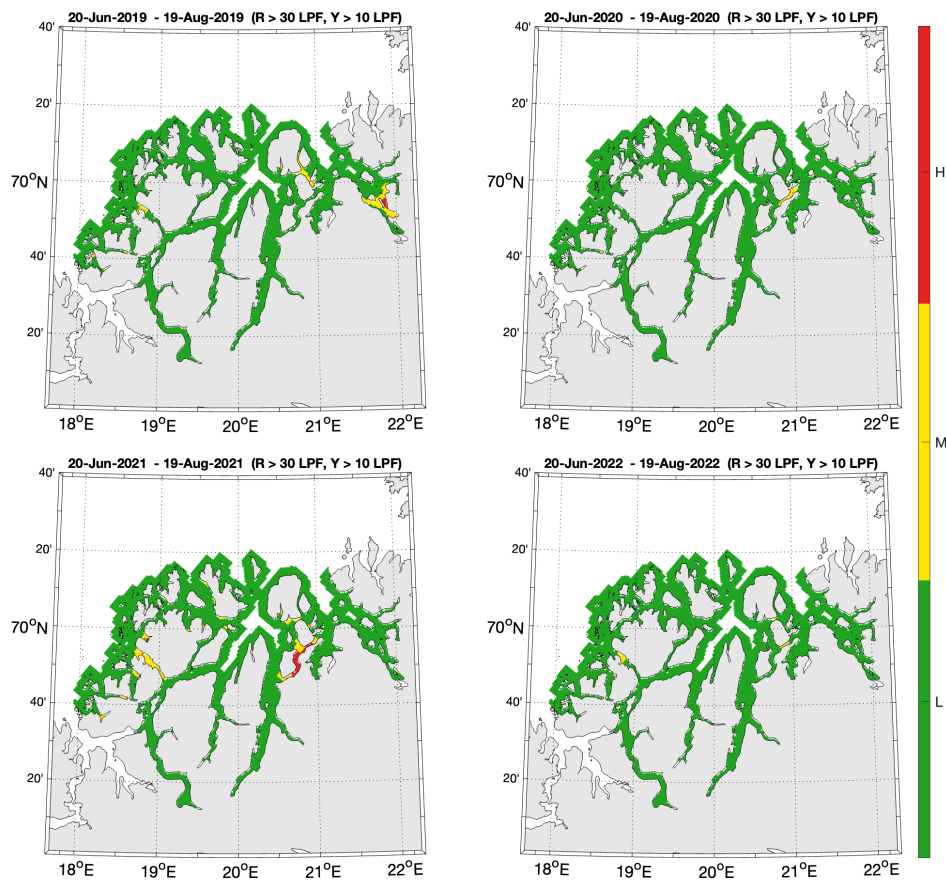 20-Jun-2019 - 19-Aug-2019 (R > 30 LPF, Y > 10 LPF)
40'
20'
70°N
40'
20'
18°E 19°E 20°E 21°E 22°E
20-Jun-2020 - 19-Aug-2020 (R > 30 LPF, Y > 10 LPF)
40'
20'
70°N
40'
20'
18°E 19°E 20°E 21°E 22°E
20-Jun-2021 - 19-Aug-2021 (R > 30 LPF, Y > 10 LPF)
40'
20'
70°N
40'
20'
18°E 19°E 20°E 21°E 22°E
20-Jun-2022 - 19-Aug-2022 (R > 30 LPF, Y > 10 LPF)
40'
20'
70°N
40'
20'
18°E 19°E 20°E 21°E 22°E
H
M
L